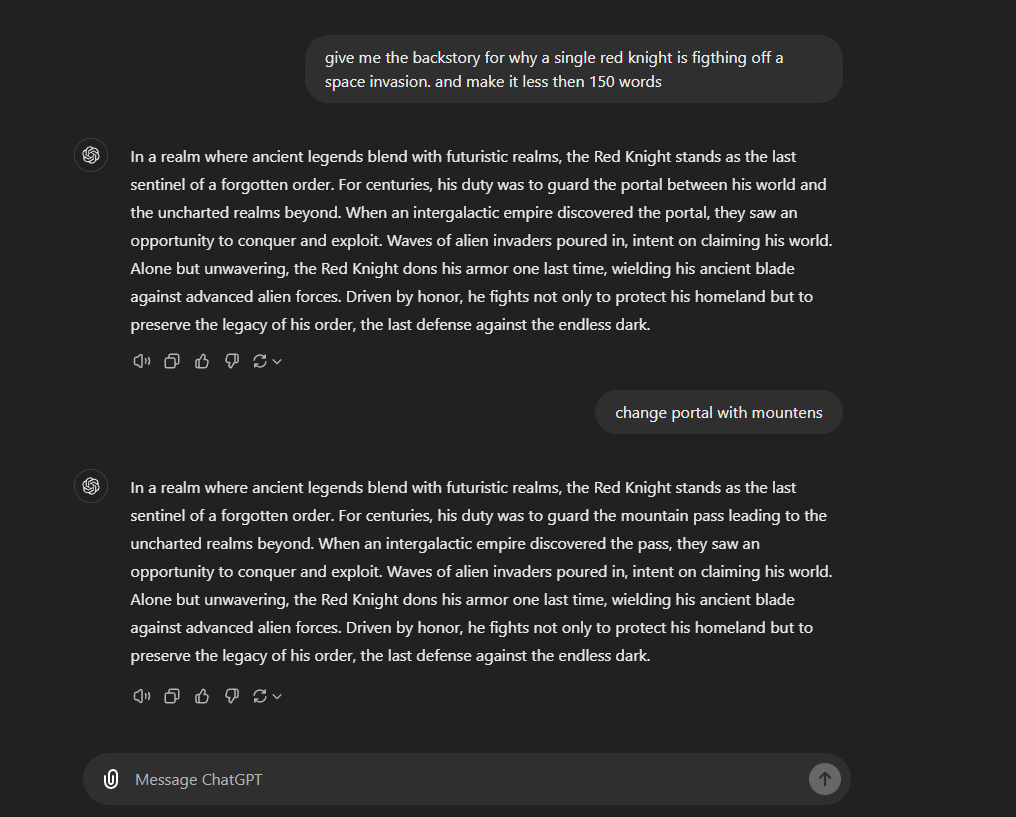 give me the backstory for why a single red knight is figthing off a
space invasion. and make it less then 150 words
In a realm where ancient legends blend with futuristic realms, the Red Knight stands as the last
sentinel of a forgotten order. For centuries, his duty was to guard the portal between his world and
the uncharted realms beyond. When an intergalactic empire discovered the portal, they saw an
opportunity to conquer and exploit. Waves of alien invaders poured in, intent on claiming his world.
Alone but unwavering, the Red Knight dons his armor one last time, wielding his ancient blade
against advanced alien forces. Driven by honor, he fights not only to protect his homeland but to
preserve the legacy of his order, the last defense against the endless dark.
change portal with mountens
In a realm where ancient legends blend with futuristic realms, the Red Knight stands as the last
sentinel of a forgotten order. For centuries, his duty was to guard the mountain pass leading to the
uncharted realms beyond. When an intergalactic empire discovered the pass, they saw an
opportunity to conquer and exploit. Waves of alien invaders poured in, intent on claiming his world.
Alone but unwavering, the Red Knight dons his armor one last time, wielding his ancient blade
against advanced alien forces. Driven by honor, he fights not only to protect his homeland but to
preserve the legacy of his order, the last defense against the endless dark.
Message ChatGPT